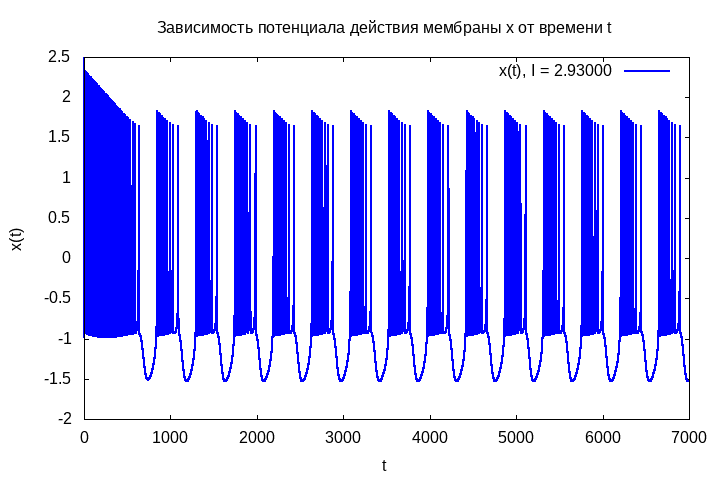 Зависимость потенциала действия мембраны x от времени t
x(t), I = 2.93000
2.5
2
1.5
1
0.5
0
-0.5
-1
-1.5
-2
x(t)
0 1000 2000 3000 4000 5000 6000 7000
t